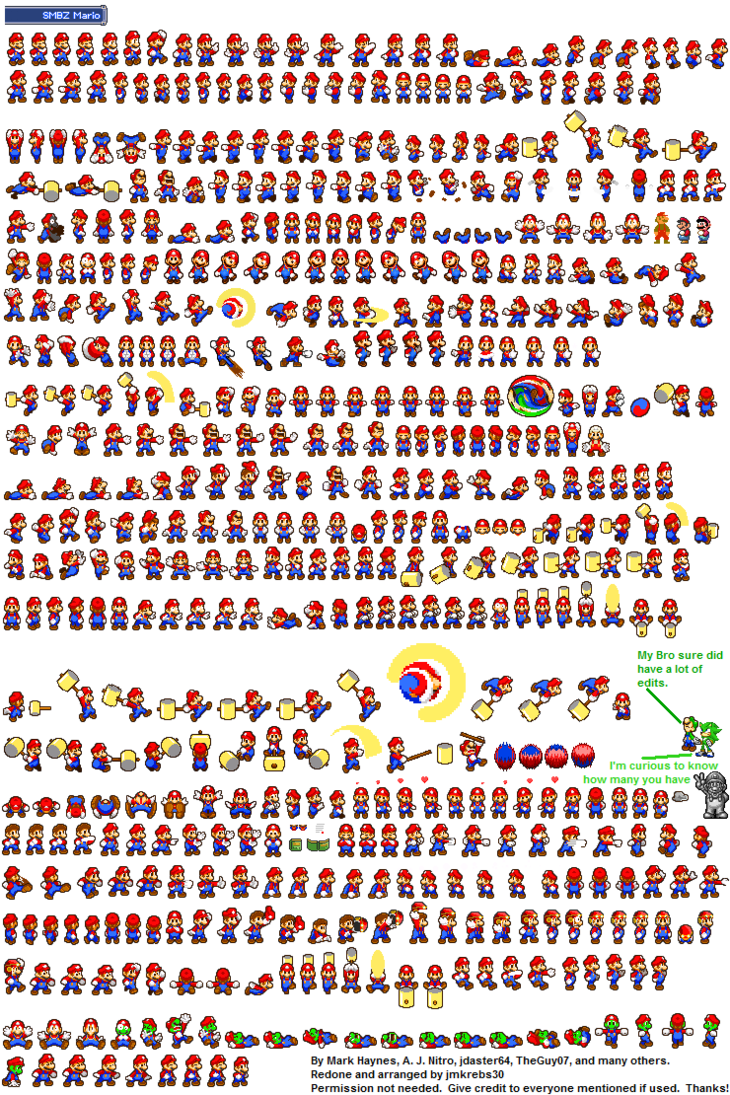 SMBZ Mario
My Bro sure did
have a lot of
edits.
I'm curious to know
how many you have
By Mark Haynes, A. J. Nitro, jdaster64, TheGuy07, and many others.
Redone and arranged by jmkrebs30
Permission not needed.  Give credit to everyone mentioned if used.  Thanks!